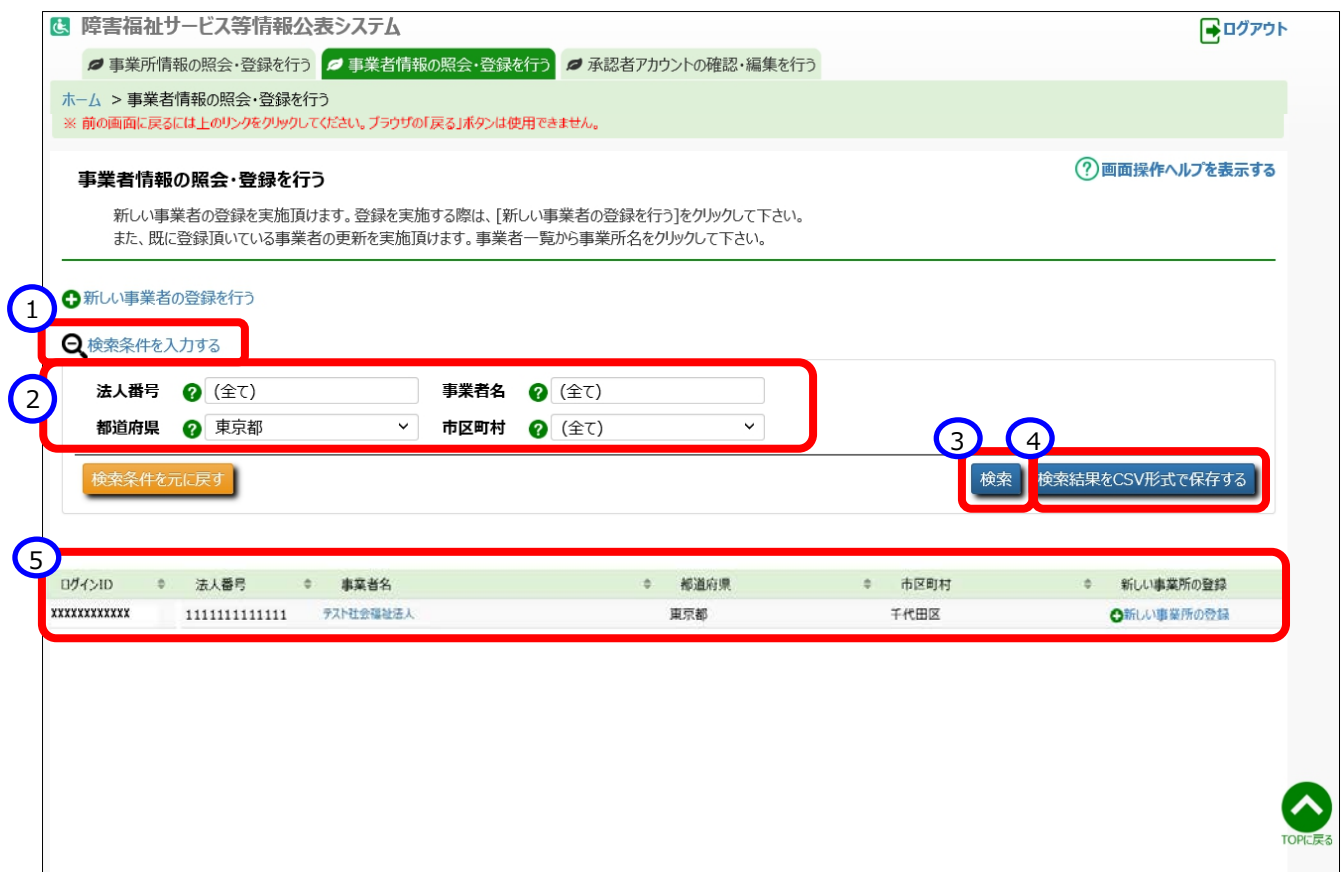 障害福祉サービス等情報公表システム
ログアウト
事業所情報の照会・登録を行う 事業者情報の照会・登録を行う 承認者アカウントの確認・編集を行う
ホーム > 事業者情報の照会・登録を行う
※ 前の画面に戻るには上のリンクをクリックしてください。ブラウザの「戻る」ボタンは使用できません。
画面操作ヘルプを表示する
事業者情報の照会・登録を行う
新しい事業者の登録を実施頂けます。登録を実施する際は、[新しい事業者の登録を行う]をクリックして下さい。
また、既に登録頂いている事業者の更新を実施頂けます。事業者一覧から事業所名をクリックして下さい。
1
新しい事業者の登録を行う
検索条件を入力する
2
法人番号 ? (全て) 事業者名 ? (全て)
都道府県 ? 東京都 市区町村 ? (全て)
3 4
検索条件を元に戻す 検索 検索結果をCSV形式で保存する
5
ログインID 法人番号 事業者名 都道府県 市区町村 新しい事業所の登録
XXXXXXXXXXXX 1111111111111 テスト社会福祉法人 東京都 千代田区 新しい事業所の登録
TOPに戻る